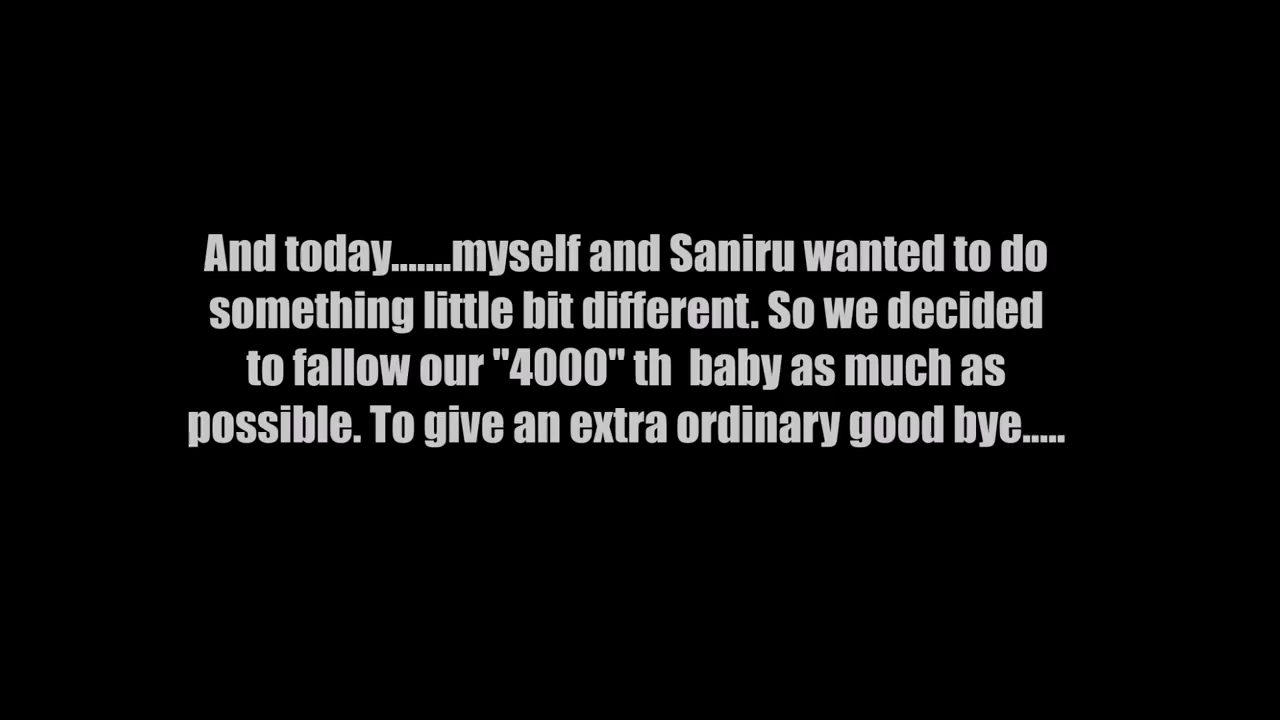 And today.......myself and Saniru wanted to do
something little bit different. So we decided
to fallow our "4000" th  baby as much as
possible. To give an extra ordinary good bye.....